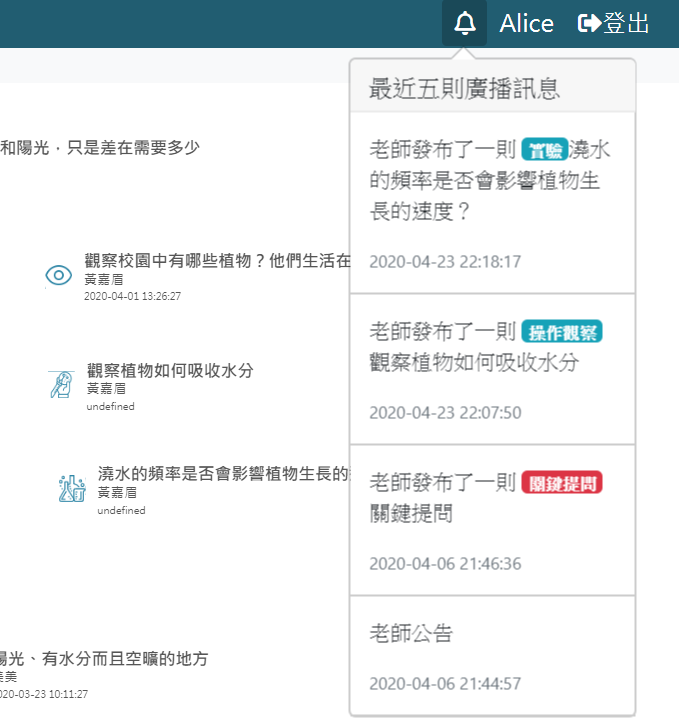 Alice 登出
最近五則廣播訊息
老師發布了一則 實驗 澆水
的頻率是否會影響植物生
長的速度？
2020-04-23 22:18:17
老師發布了一則 操作觀察
觀察植物如何吸收水分
2020-04-23 22:07:50
老師發布了一則 關鍵提問
關鍵提問
2020-04-06 21:46:36
老師公告
2020-04-06 21:44:57
和陽光，只是差在需要多少
觀察校園中有哪些植物？他們生活在
黃嘉眉
2020-04-01 13:26:27
觀察植物如何吸收水分
黃嘉眉
undefined
澆水的頻率是否會影響植物生長的
黃嘉眉
undefined
陽光、有水分而且空曠的地方
美美
020-03-23 10:11:27